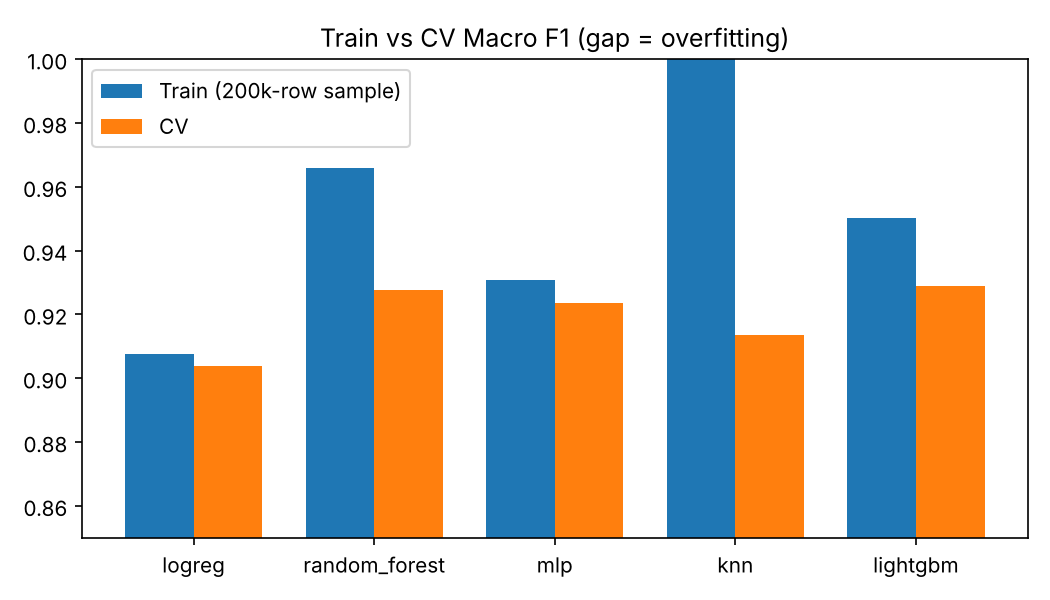 Train vs CV Macro F1 (gap = overfitting)
Train (200k-row sample)
CV
1.00
0.98
0.96
0.94
0.92
0.90
0.88
0.86
logreg
random_forest
mlp
knn
lightgbm